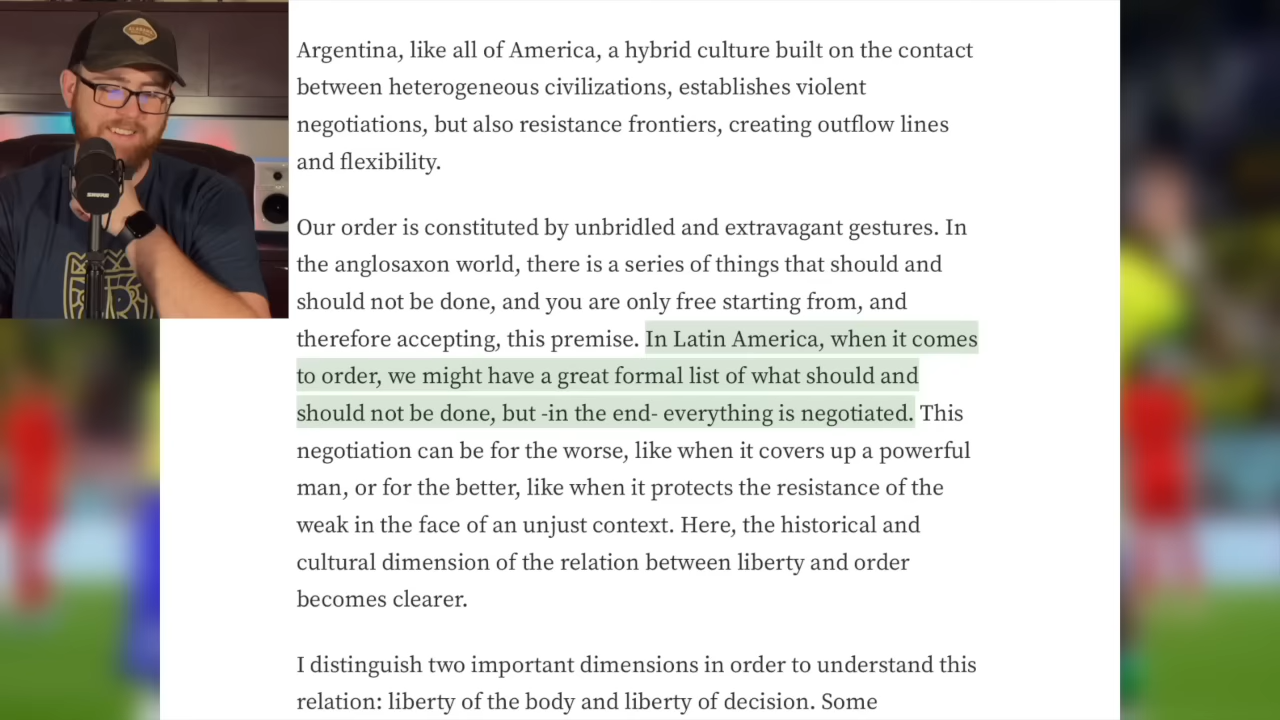 Argentina, like all of America, a hybrid culture built on the contact
between heterogeneous civilizations, establishes violent
negotiations, but also resistance frontiers, creating outflow lines
and flexibility.
Our order is constituted by unbridled and extravagant gestures. In
the anglosaxon world, there is a series of things that should and
should not be done, and you are only free starting from, and
therefore accepting, this premise. In Latin America, when it comes
to order, we might have a great formal list of what should and
should not be done, but -in the end- everything is negotiated. This
negotiation can be for the worse, like when it covers up a powerful
man, or for the better, like when it protects the resistance of the
weak in the face of an unjust context. Here, the historical and
cultural dimension of the relation between liberty and order
becomes clearer.
I distinguish two important dimensions in order to understand this
relation: liberty of the body and liberty of decision. Some